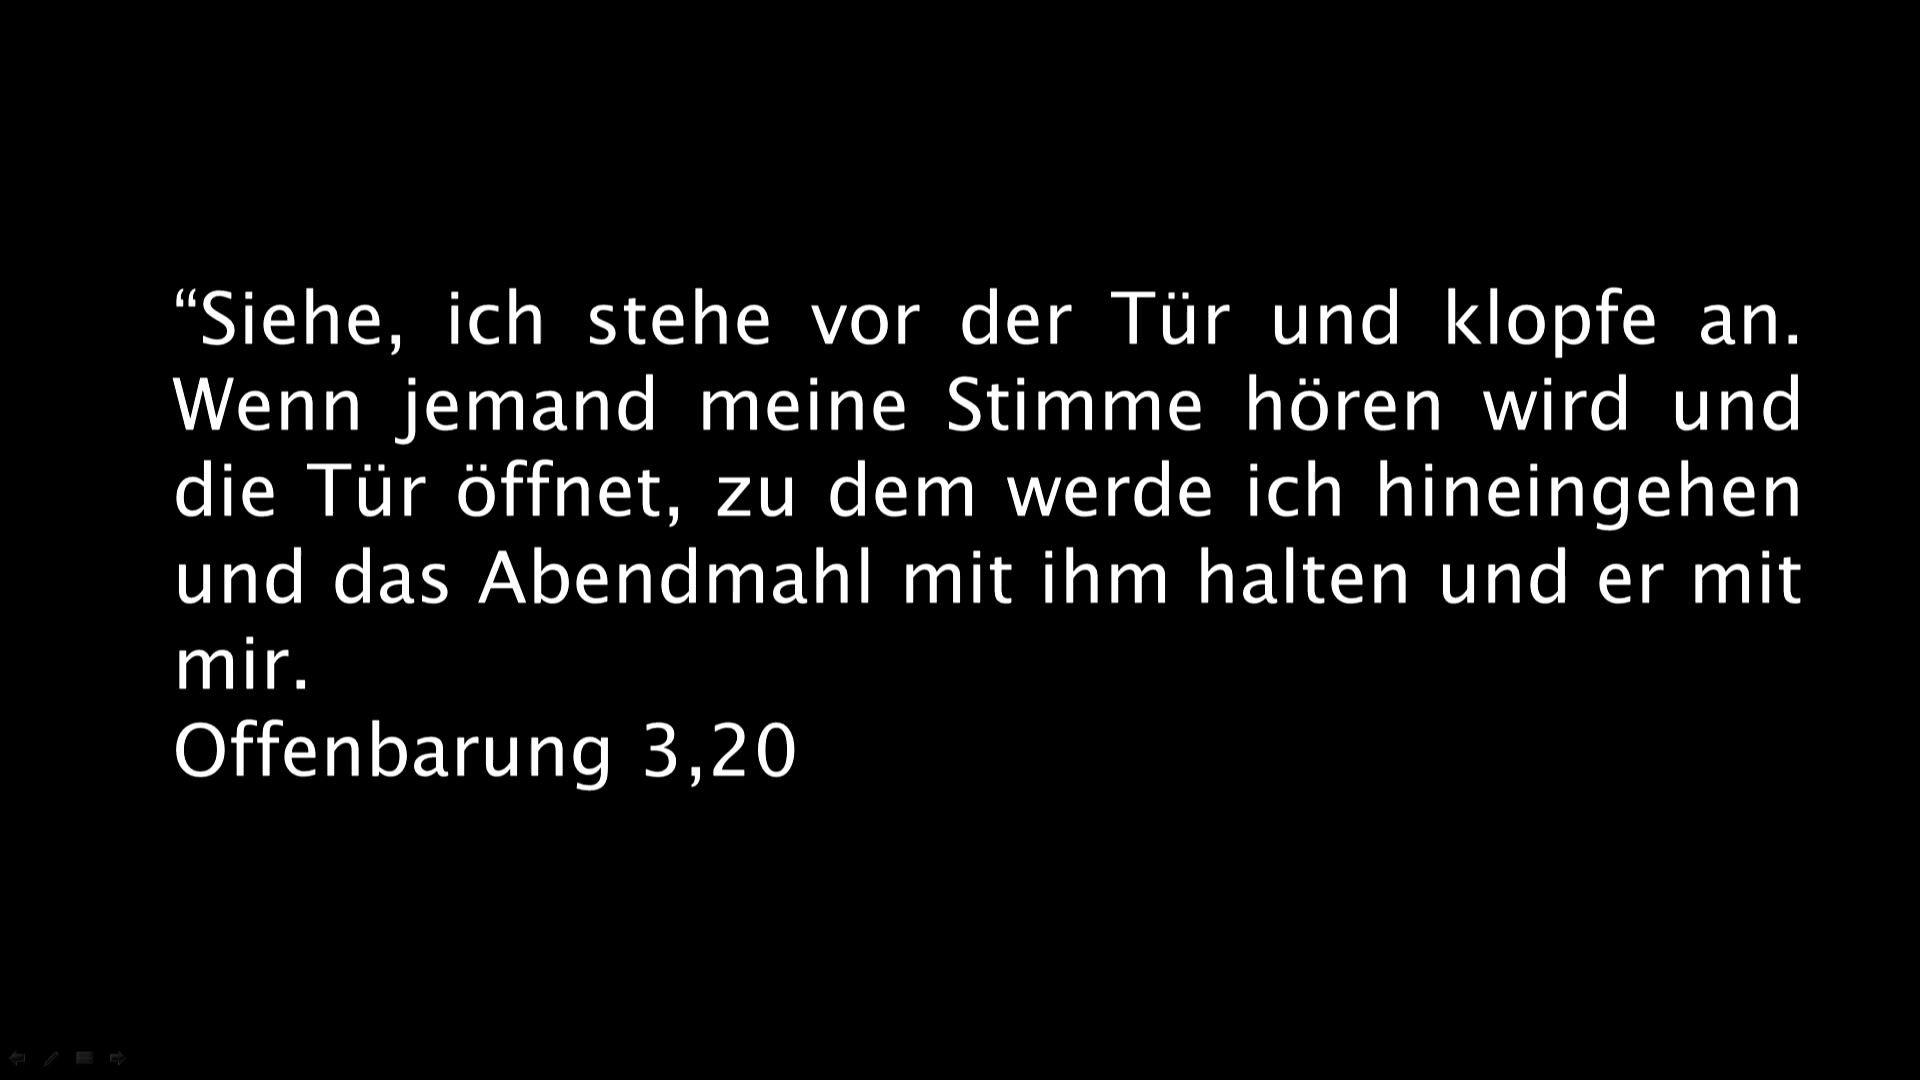 “Siehe, ich stehe vor der Tür und klopfe an.
Wenn jemand meine Stimme hören wird und
die Tür öffnet, zu dem werde ich hineingehen
und das Abendmahl mit ihm halten und er mit
mir.
Offenbarung 3,20